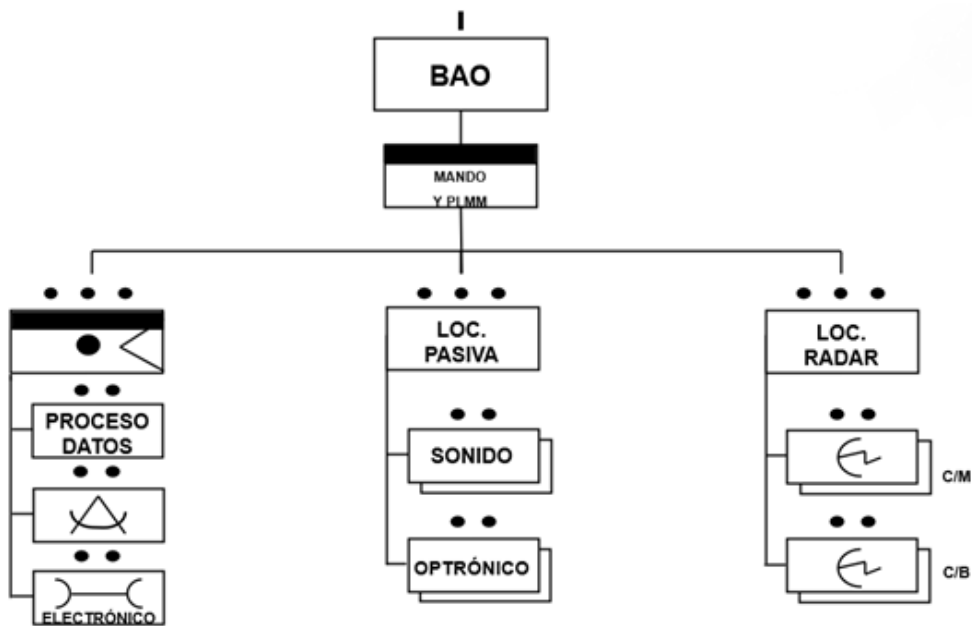 BAO
MANDO
Y PLMM
LOC.
PASIVA
LOC.
RADAR
PROCESO
DATOS
SONIDO
C/M
OPTRÓNICO
C/B
ELECTRÓNICO